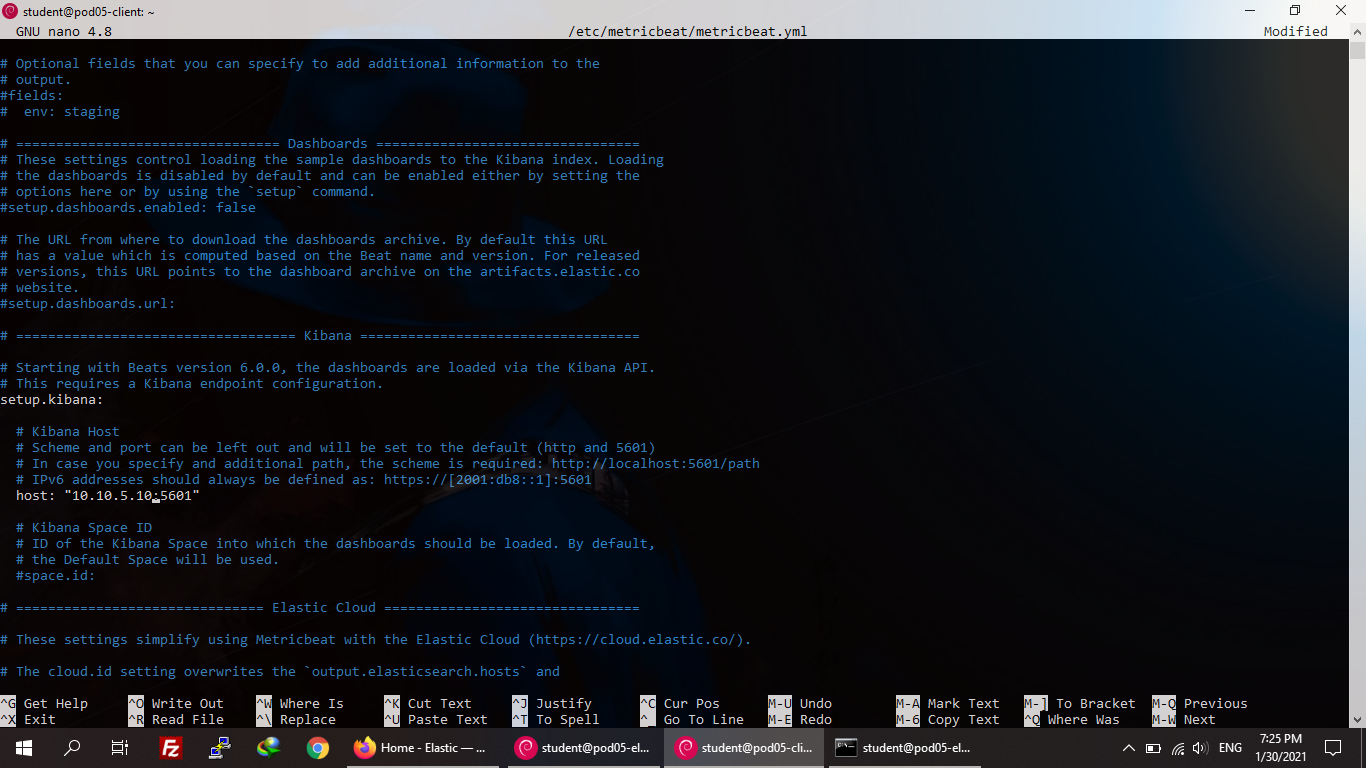 student@pod05-client: ~
GNU nano 4.8 /etc/metricbeat/metricbeat.yml Modified
# Optional fields that you can specify to add additional information to the
# output.
#fields:
#  env: staging
# ================================= Dashboards =================================
# These settings control loading the sample dashboards to the Kibana index. Loading
# the dashboards is disabled by default and can be enabled either by setting the
# options here or by using the `setup` command.
#setup.dashboards.enabled: false
# The URL from where to download the dashboards archive. By default this URL
# has a value which is computed based on the Beat name and version. For released
# versions, this URL points to the dashboard archive on the artifacts.elastic.co
# website.
#setup.dashboards.url:
# =================================== Kibana ===================================
# Starting with Beats version 6.0.0, the dashboards are loaded via the Kibana API.
# This requires a Kibana endpoint configuration.
setup.kibana:
# Kibana Host
# Scheme and port can be left out and will be set to the default (http and 5601)
# In case you specify and additional path, the scheme is required: http://localhost:5601/path
# IPv6 addresses should always be defined as: https://[2001:db8::1]:5601
host: "10.10.5.10:5601"
# Kibana Space ID
# ID of the Kibana Space into which the dashboards should be loaded. By default,
# the Default Space will be used.
#space.id:
# =============================== Elastic Cloud ================================
# These settings simplify using Metricbeat with the Elastic Cloud (https://cloud.elastic.co/).
# The cloud.id setting overwrites the `output.elasticsearch.hosts` and
^G Get Help ^O Write Out ^W Where Is ^K Cut Text ^J Justify ^C Cur Pos M-U Undo M-A Mark Text M-] To Bracket M-Q Previous
^X Exit ^R Read File ^\ Replace ^U Paste Text ^T To Spell ^_ Go To Line M-E Redo M-6 Copy Text ^Q Where Was M-W Next
Home - Elastic — ... student@pod05-el... student@pod05-cli... student@pod05-el... ENG 7:25 PM
1/30/2021